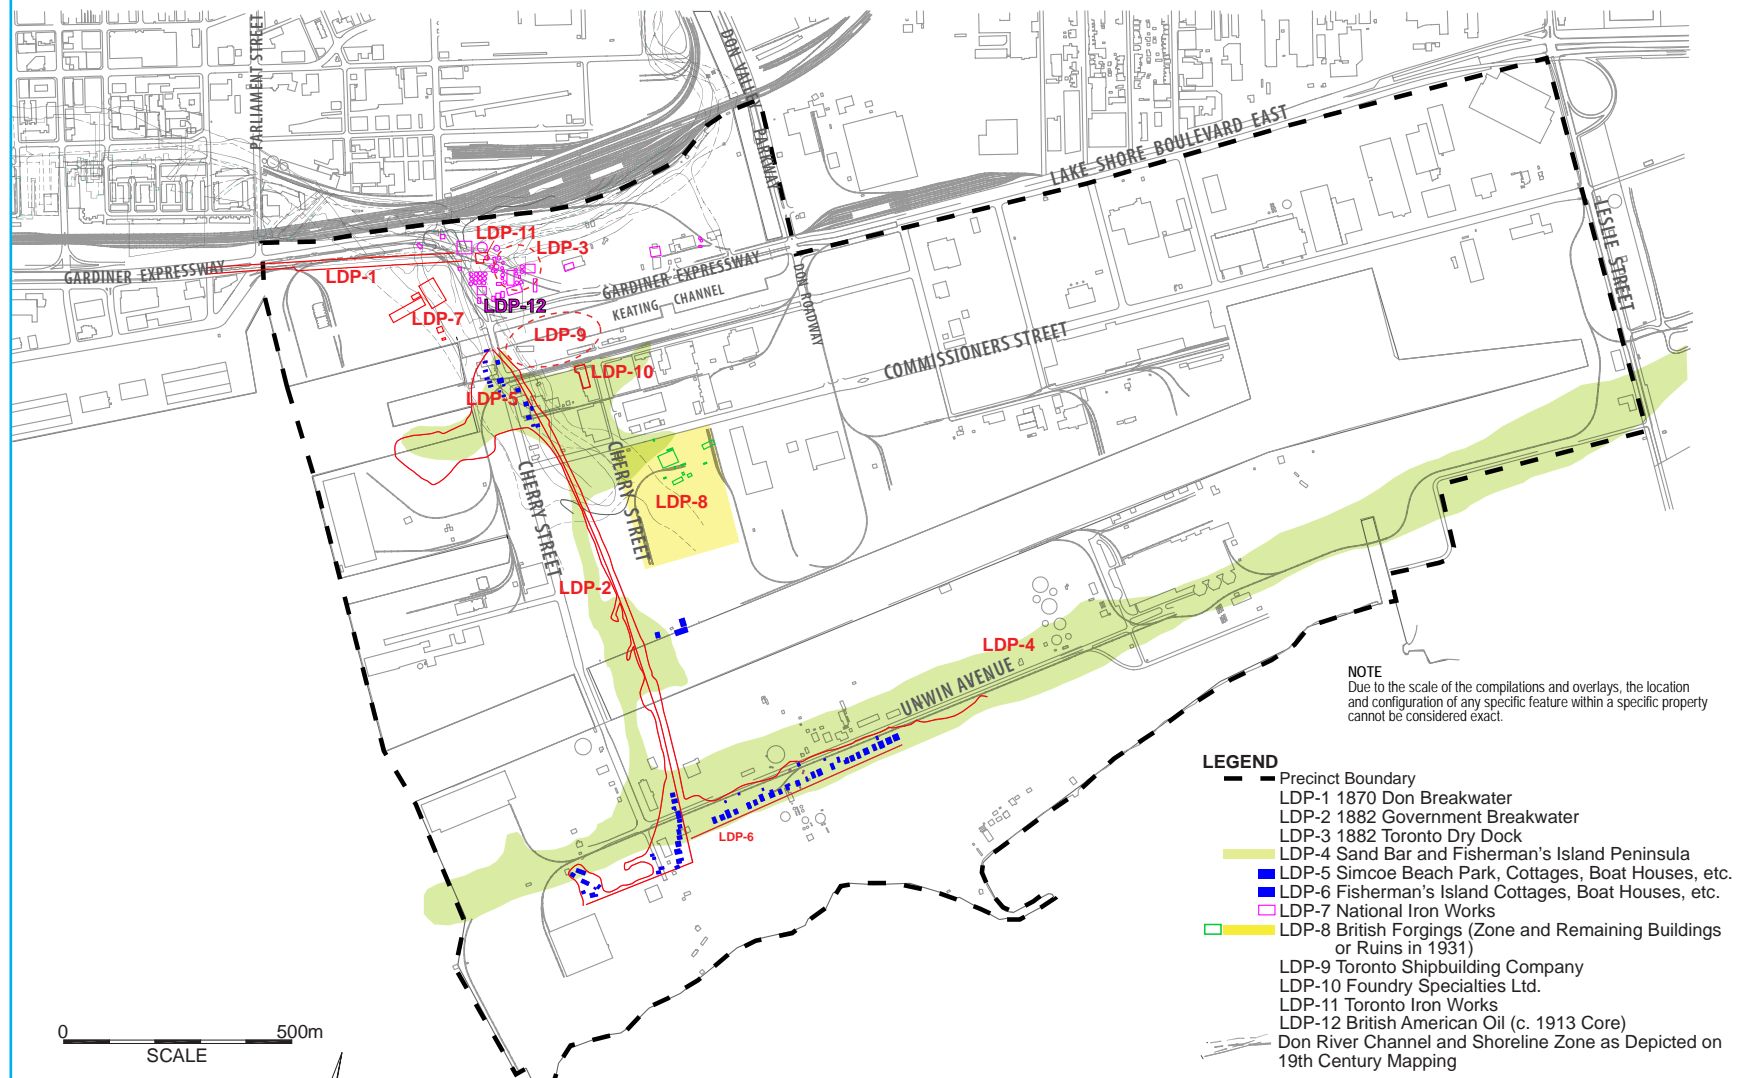 PARLIAMENT STREET
DON VALLEY PARKWAY
LAKE SHORE BOULEVARD EAST
LESLIE STREET
LDP-11
LDP-3
GARDINER EXPRESSWAY
LDP-1
GARDINER EXPRESSWAY
LDP-12
KEATING CHANNEL
DON ROADWAY
LDP-7
LDP-9
COMMISSIONERS STREET
LDP-10
LDP-5
CHERRY STREET
CHERRY STREET
LDP-8
LDP-2
LDP-4
UNWIN AVENUE
LDP-6
NOTE
Due to the scale of the compilations and overlays, the location
and configuration of any specific feature within a specific property
cannot be considered exact.
LEGEND
Precinct Boundary
LDP-1 1870 Don Breakwater
LDP-2 1882 Government Breakwater
LDP-3 1882 Toronto Dry Dock
LDP-4 Sand Bar and Fisherman's Island Peninsula
LDP-5 Simcoe Beach Park, Cottages, Boat Houses, etc.
LDP-6 Fisherman's Island Cottages, Boat Houses, etc.
LDP-7 National Iron Works
LDP-8 British Forgings (Zone and Remaining Buildings
or Ruins in 1931)
LDP-9 Toronto Shipbuilding Company
LDP-10 Foundry Specialties Ltd.
LDP-11 Toronto Iron Works
LDP-12 British American Oil (c. 1913 Core)
Don River Channel and Shoreline Zone as Depicted on
19th Century Mapping
0 500m
SCALE